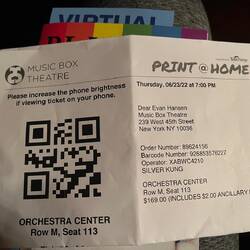 VIRTUAL
MUSIC BOX
THEATRE
PRINT @ HOME
Please increase the phone brightness
if viewing ticket on your phone.
Thursday, 06/23/22 at 7:00 PM
Dear Evan Hansen
Music Box Theatre
239 West 45th Street
New York NY 10036
Order Number: 89624156
Barcode Number: 926853576227
Operator: XABWC4210
SILVER KUNG
ORCHESTRA CENTER
Row M, Seat 113
$169.00 (INCLUDES $2.00 ANCILLARY
ORCHESTRA CENTER
Row M, Seat 113